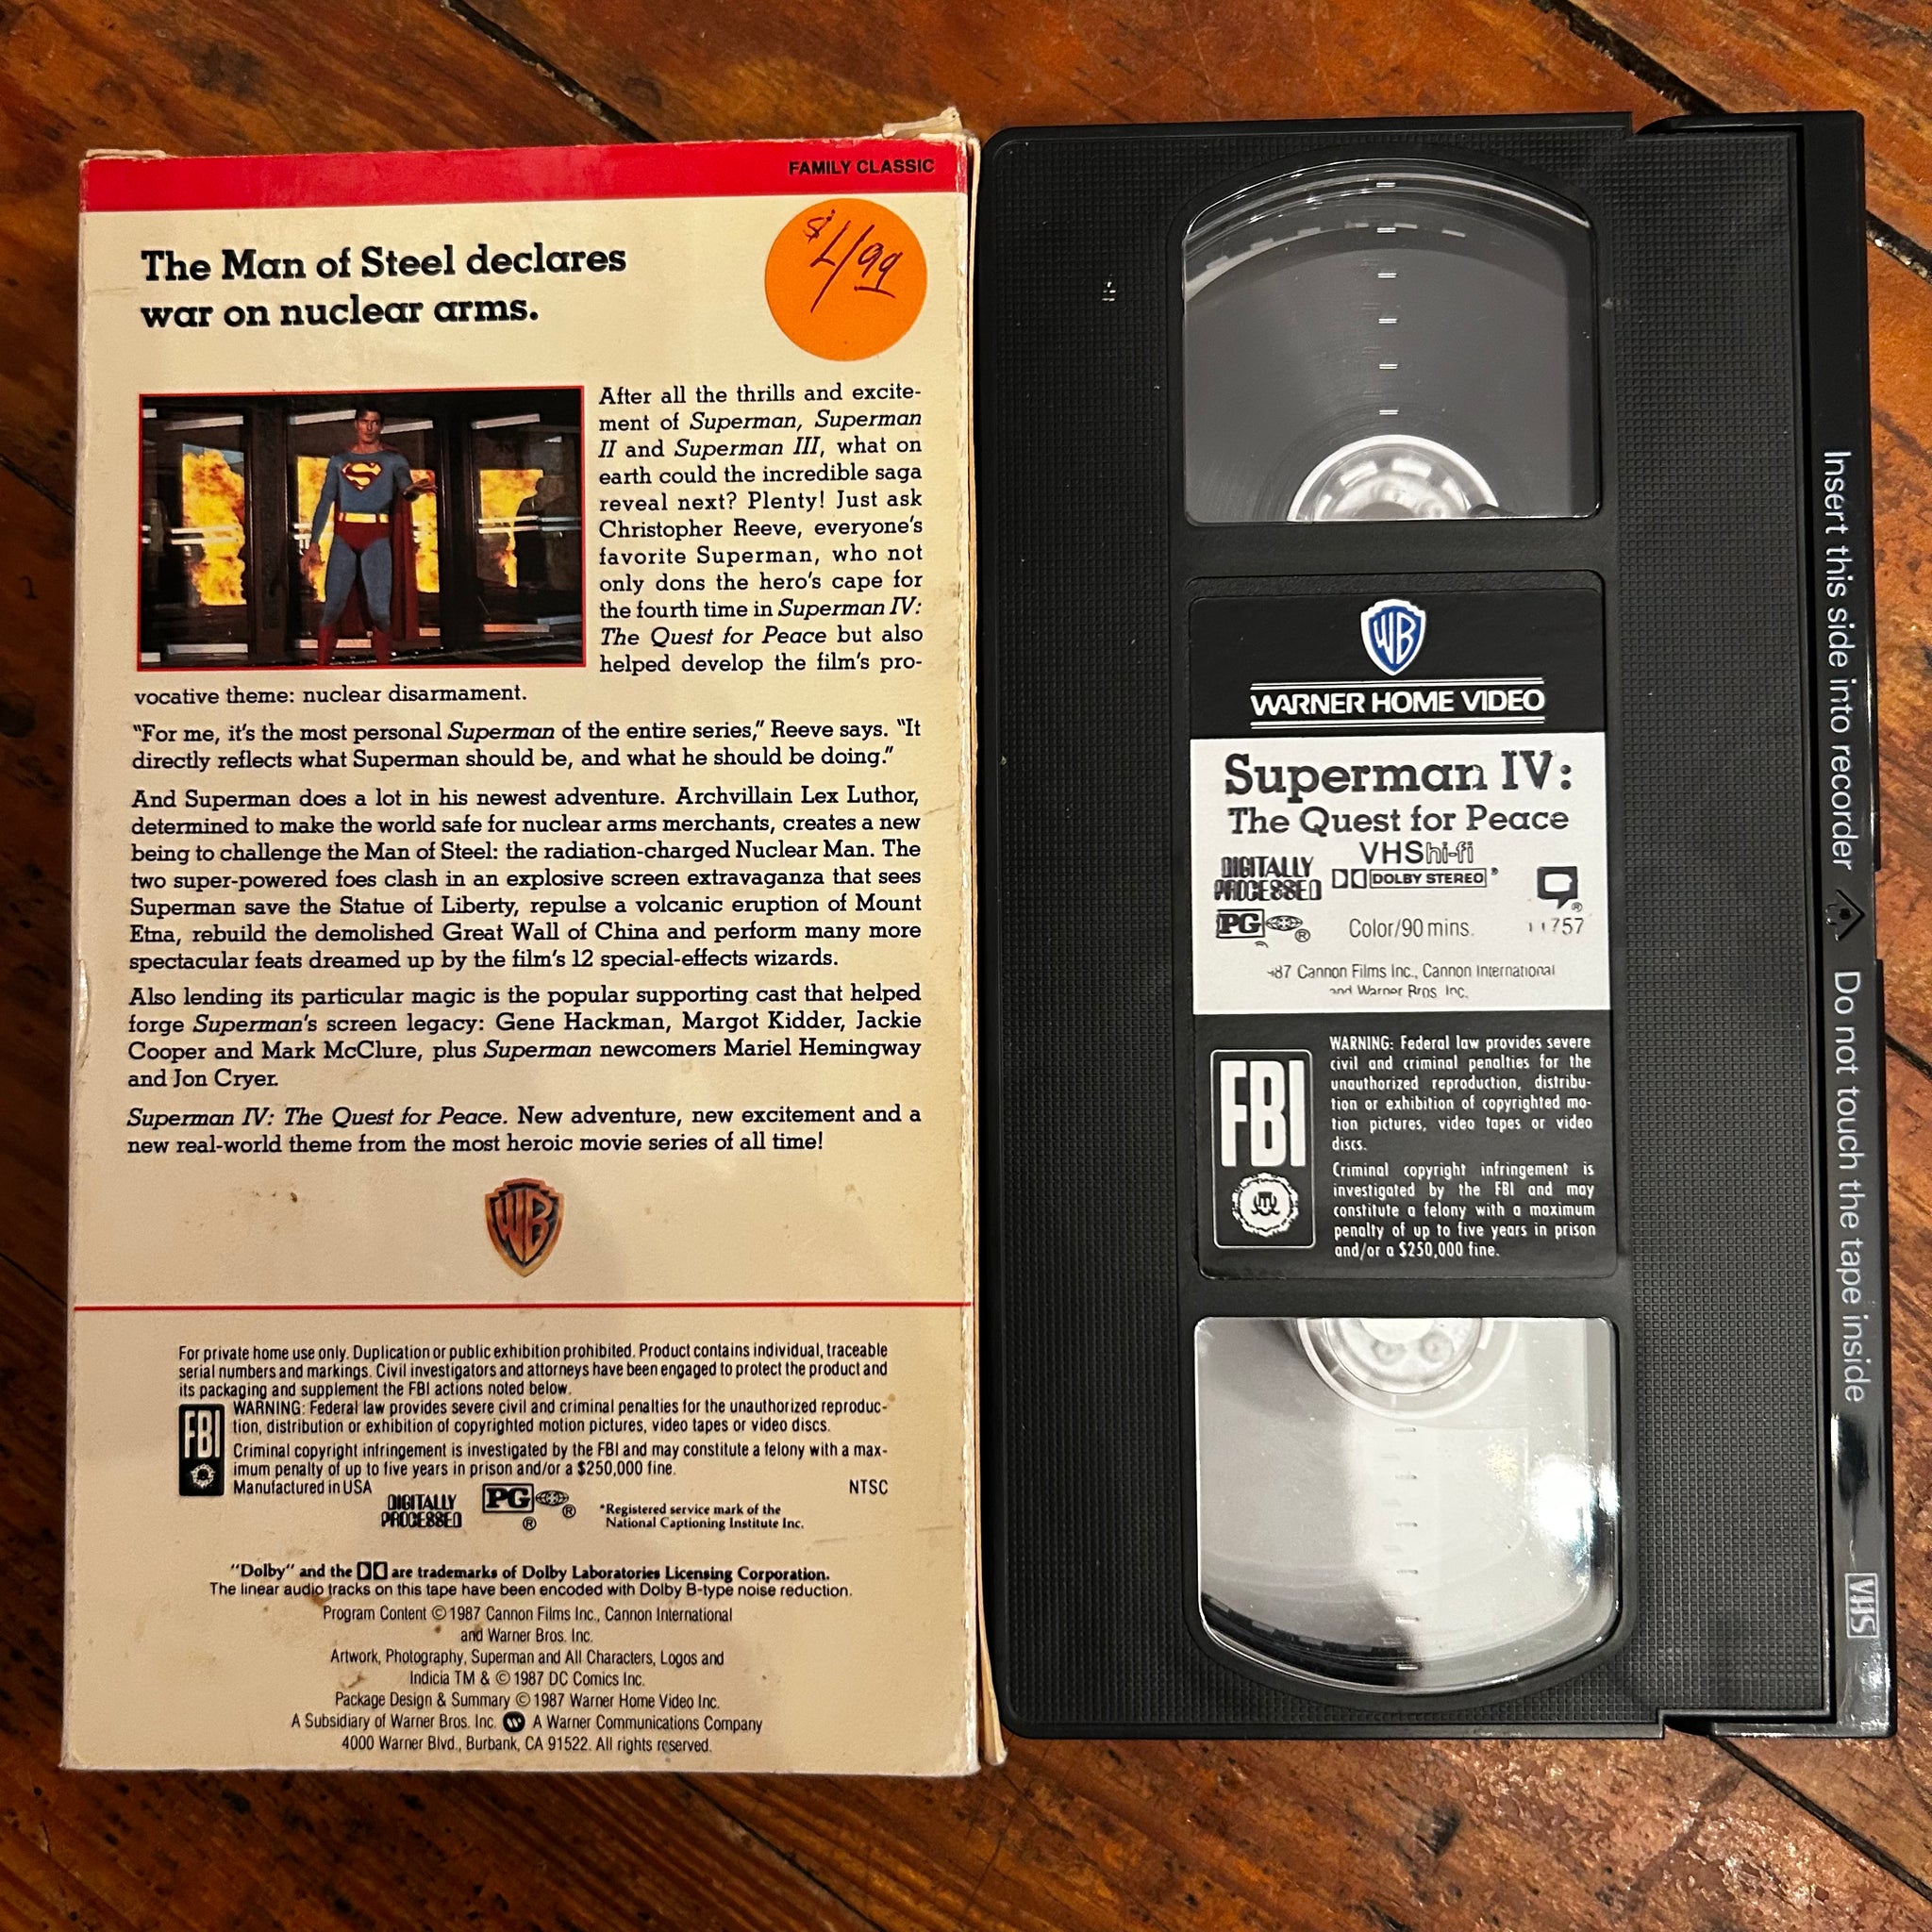 FAMILY CLASSIC
The Man of Steel declares
war on nuclear arms.
$4/99
After all the thrills and excite-
ment of Superman, Superman
II and Superman III, what on
earth could the incredible saga
reveal next? Plenty! Just ask
Christopher Reeve, everyone's
favorite Superman, who not
only dons the hero's cape for
the fourth time in Superman IV:
The Quest for Peace but also
helped develop the film's pro-
vocative theme: nuclear disarmament.
"For me, it's the most personal Superman of the entire series," Reeve says. "It
directly reflects what Superman should be, and what he should be doing."
And Superman does a lot in his newest adventure. Archvillain Lex Luthor,
determined to make the world safe for nuclear arms merchants, creates a new
being to challenge the Man of Steel: the radiation-charged Nuclear Man. The
two super-powered foes clash in an explosive screen extravaganza that sees
Superman save the Statue of Liberty, repulse a volcanic eruption of Mount
Etna, rebuild the demolished Great Wall of China and perform many more
spectacular feats dreamed up by the film's 12 special-effects wizards.
Also lending its particular magic is the popular supporting cast that helped
forge Superman's screen legacy: Gene Hackman, Margot Kidder, Jackie
Cooper and Mark McClure, plus Superman newcomers Mariel Hemingway
and Jon Cryer.
Superman IV: The Quest for Peace. New adventure, new excitement and a
new real-world theme from the most heroic movie series of all time!
WB
For private home use only. Duplication or public exhibition prohibited. Product contains individual, traceable
serial numbers and markings. Civil investigators and attorneys have been engaged to protect the product and
its packaging and supplement the FBI actions noted below.
FBI
WARNING: Federal law provides severe civil and criminal penalties for the unauthorized reproduc-
tion, distribution or exhibition of copyrighted motion pictures, video tapes or video discs.
Criminal copyright infringement is investigated by the FBI and may constitute a felony with a max-
imum penalty of up to five years in prison and/or a $250,000 fine.
Manufactured in USA
NTSC
DIGITALLY
PROCESSED
PG ® ®
*Registered service mark of the
National Captioning Institute Inc.
"Dolby" and the DD are trademarks of Dolby Laboratories Licensing Corporation.
The linear audio tracks on this tape have been encoded with Dolby B-type noise reduction.
Program Content © 1987 Cannon Films Inc., Cannon International
and Warner Bros. Inc.
Artwork, Photography, Superman and All Characters, Logos and
Indicia TM & © 1987 DC Comics Inc.
Package Design & Summary © 1987 Warner Home Video Inc.
A Subsidiary of Warner Bros. Inc. A Warner Communications Company
4000 Warner Blvd., Burbank, CA 91522. All rights reserved.
WB
WARNER HOME VIDEO
Superman IV:
The Quest for Peace
VHS hi-fi
DIGITALLY
PROCESSED
DOLBY STEREO ®
PG ®
Color/90 mins.
®
11757
87 Cannon Films Inc., Cannon International
and Warner Bros. Inc.
FBI
WARNING: Federal law provides severe
civil and criminal penalties for the
unauthorized reproduction, distribu-
tion or exhibition of copyrighted mo-
tion pictures, video tapes or video
discs.
Criminal copyright infringement is
investigated by the FBI and may
constitute a felony with a maximum
penalty of up to five years in prison
and/or a $250,000 fine.
Insert this side into recorder Do not touch the tape inside
VHS